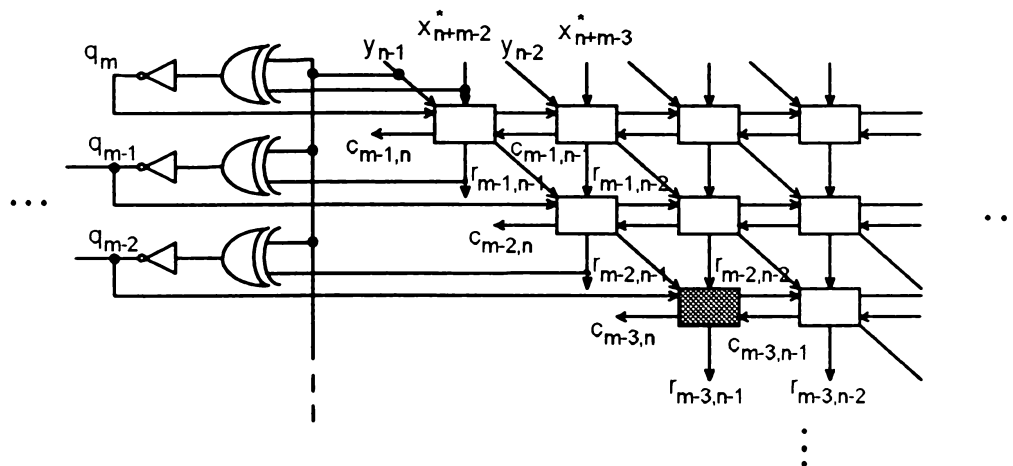 q_m
y_{n-1}
x*_{n+m-2}
y_{n-2}
x*_{n+m-3}
c_{m-1,n}
c_{m-1,n-1}
q_{m-1}
r_{m-1,n-1}
r_{m-1,n-2}
...
..
c_{m-2,n}
q_{m-2}
r_{m-2,n-1}
r_{m-2,n-2}
c_{m-3,n}
c_{m-3,n-1}
r_{m-3,n-1}
r_{m-3,n-2}